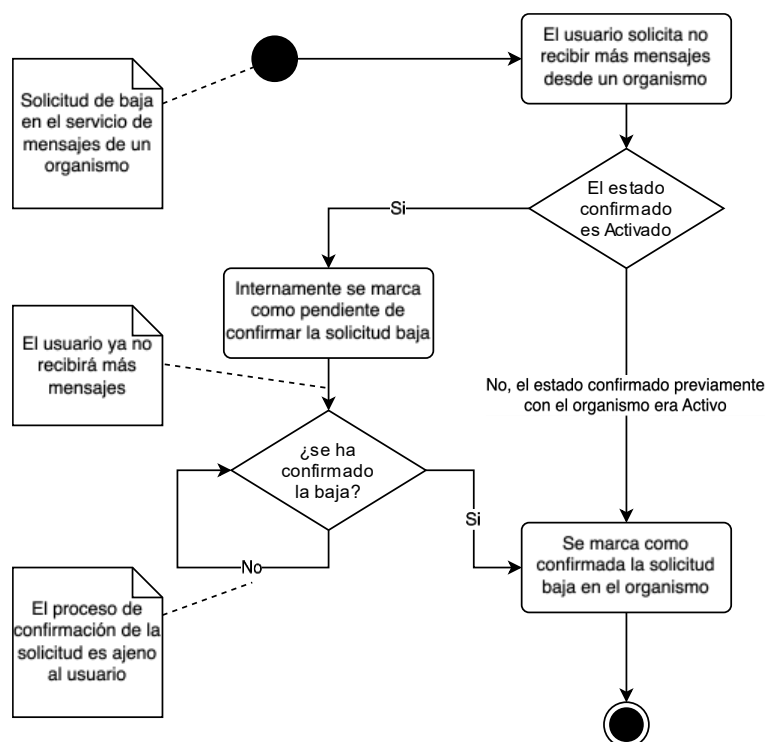 El usuario solicita no
recibir más mensajes
desde un organismo
Solicitud de baja
en el servicio de
mensajes de un
organismo
El estado
confirmado
es Activado
Si
Internamente se marca
como pendiente de
confirmar la solicitud baja
El usuario ya no
recibirá más
mensajes
No, el estado confirmado previamente
con el organismo era Activo
¿se ha
confirmado
la baja?
Si
No
Se marca como
confirmada la solicitud
baja en el organismo
El proceso de
confirmación de la
solicitud es ajeno
al usuario